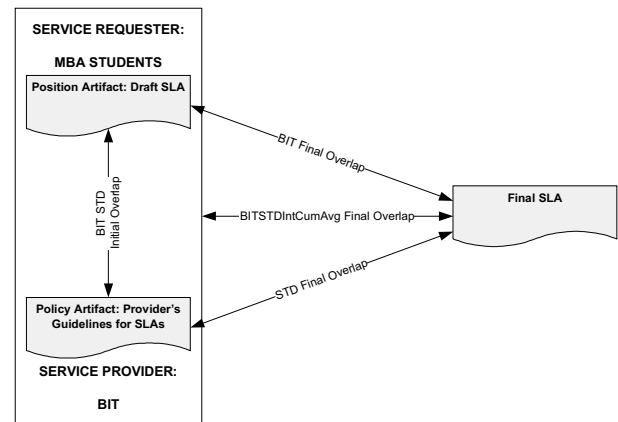 SERVICE REQUESTER:
MBA STUDENTS
Position Artifact: Draft SLA
BIT Final Overlap
BIT STD
Initial Overlap
BITSTDIntCumAvg Final Overlap
Final SLA
STD Final Overlap
Policy Artifact: Provider's
Guidelines for SLAs
SERVICE PROVIDER:
BIT